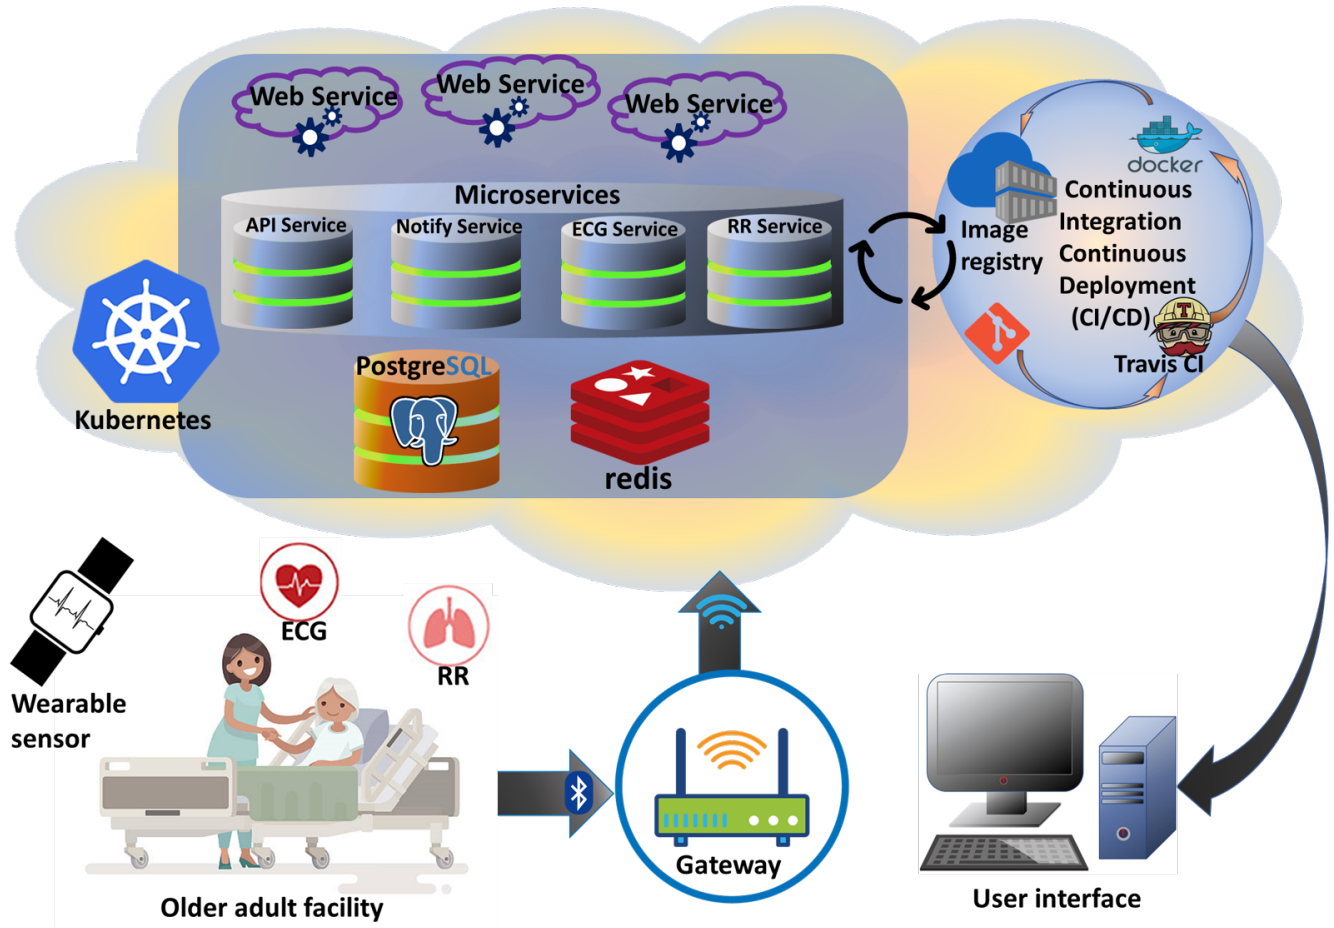 Web Service
Web Service
Web Service
Microservices
API Service
Notify Service
ECG Service
RR Service
PostgreSQL
redis
Kubernetes
docker
Continuous
Integration
Continuous
Deployment
(CI/CD)
Image
registry
T
Travis CI
Wearable
sensor
ECG
RR
Older adult facility
Gateway
User interface